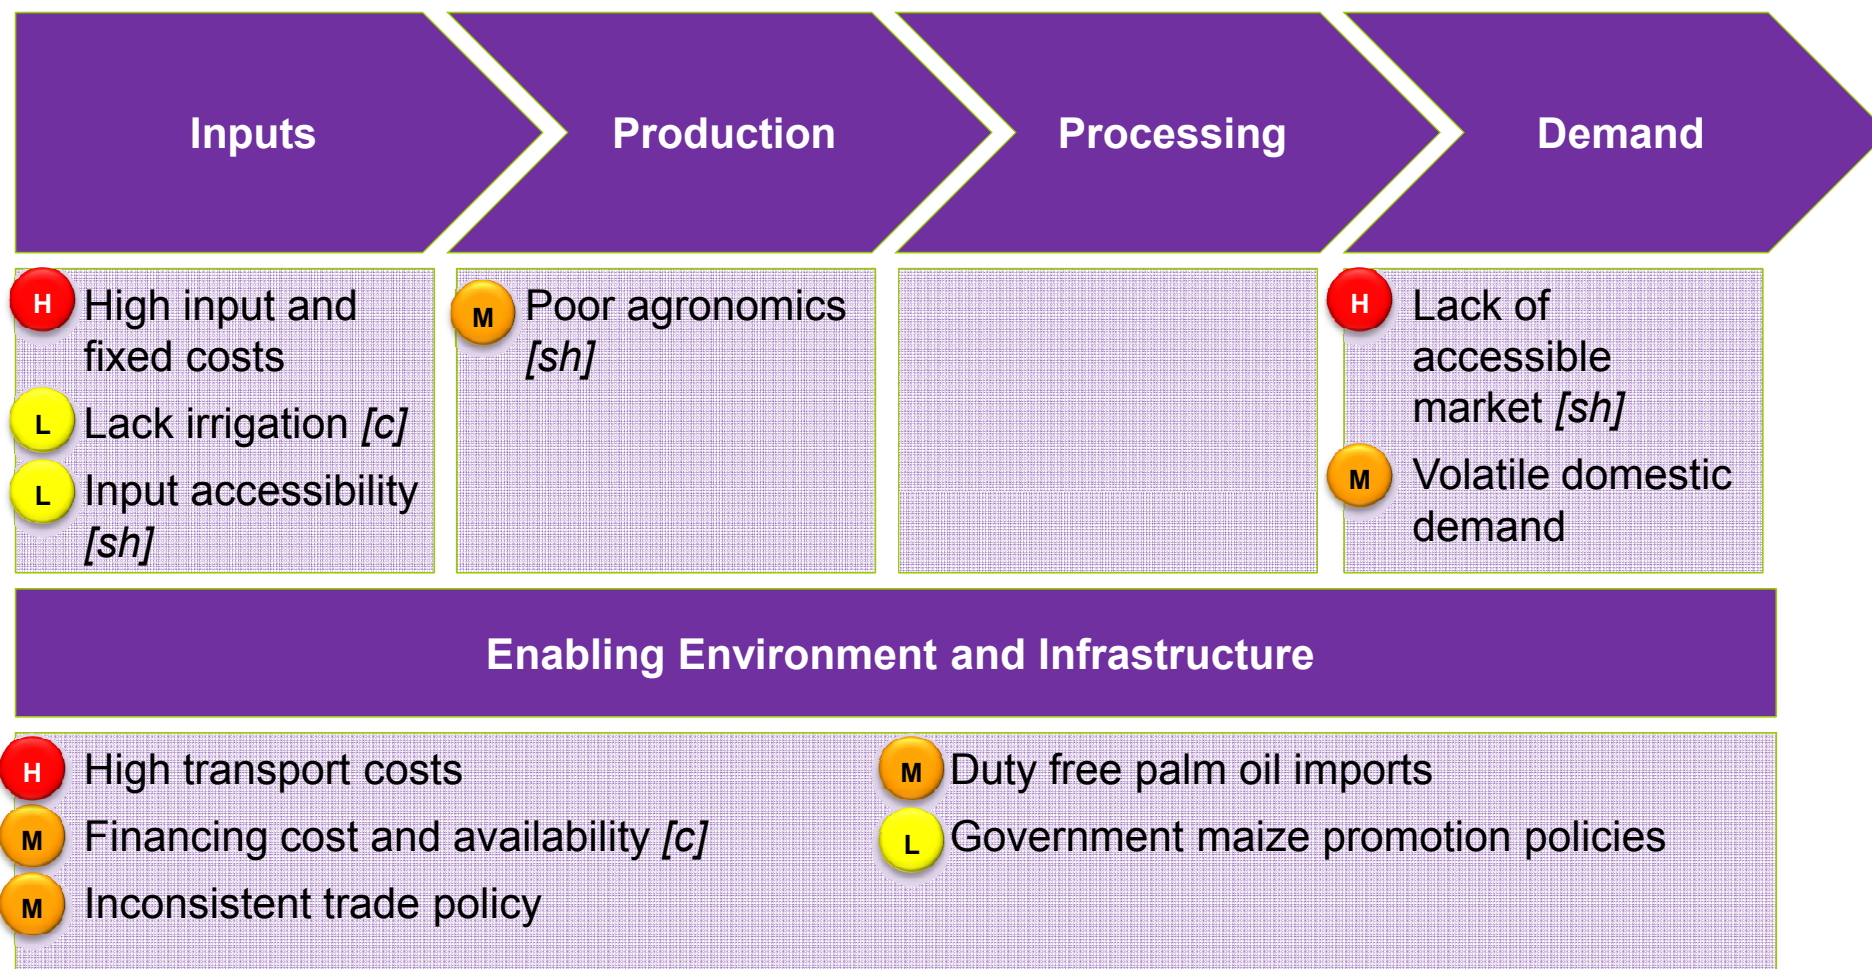 Inputs
Production
Processing
Demand
H High input and
fixed costs
L Lack irrigation [c]
L Input accessibility
[sh]
M Poor agronomics
[sh]
H Lack of
accessible
market [sh]
M Volatile domestic
demand
Enabling Environment and Infrastructure
H High transport costs
M Financing cost and availability [c]
M Inconsistent trade policy
M Duty free palm oil imports
L Government maize promotion policies